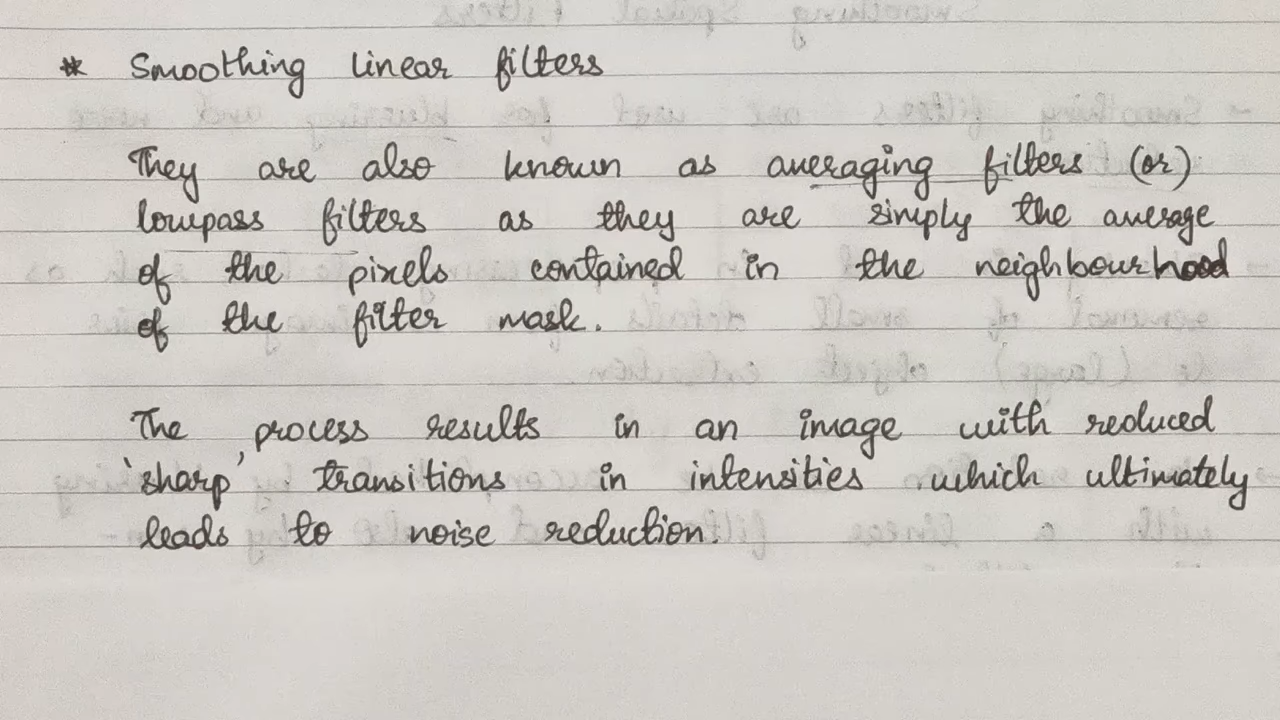 * Smoothing linear filters
They are also known as averaging filters (or)
lowpass filters as they are simply the average
of the pixels contained in the neighbourhood
of the filter mask.
The process results in an image with reduced
'sharp' transitions in intensities which ultimately
leads to noise reduction.